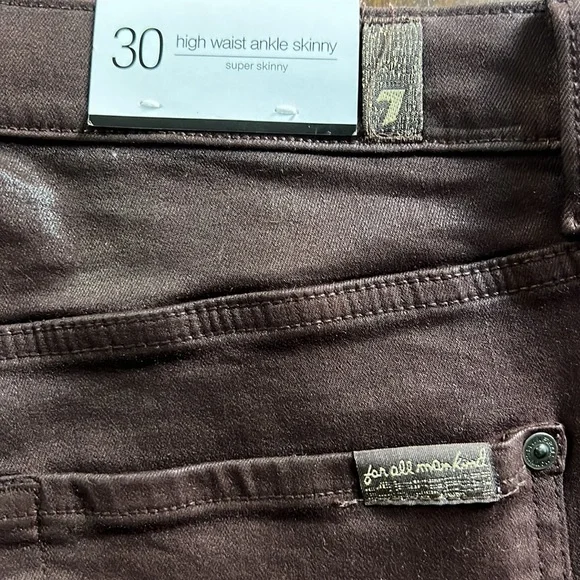 30
high waist ankle skinny
super skinny
7
for all mankind